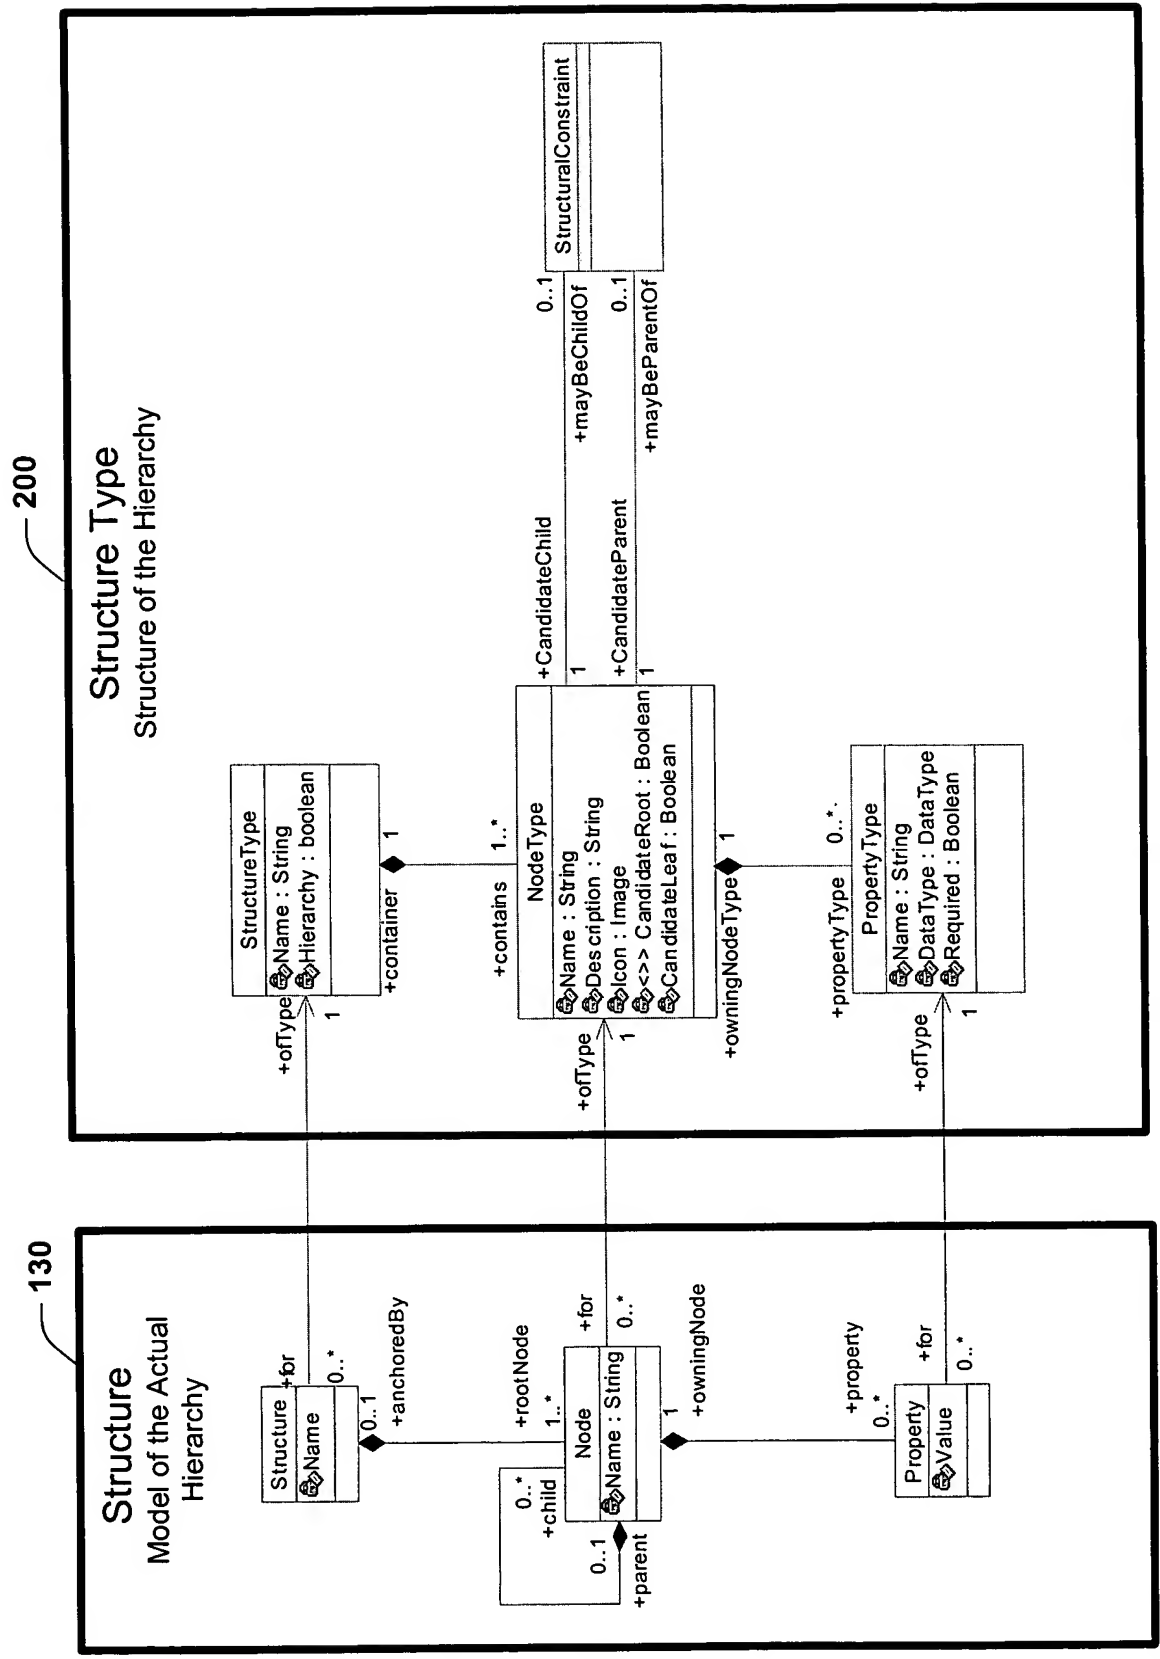 200
Structure Type
Structure of the Hierarchy
StructureType
Name : String
Hierarchy : boolean
+ofType
1
+container
1
+contains
1..*
NodeType
Name : String
Description : String
Icon : Image
<>> CandidateRoot : Boolean
CandidateLeaf : Boolean
+ofType
1
+CandidateChild
1
+CandidateParent
1
0..1
+mayBeChildOf
0..1
+mayBeParentOf
StructuralConstraint
+owningNodeType
1
+propertyType
0..*.
PropertyType
Name : String
DataType : DataType
Required : Boolean
+ofType
1
130
Structure
Model of the Actual
Hierarchy
Structure
Name
+for
0..*
0..1
+anchoredBy
+rootNode
1..*
Node
Name : String
+for
0..*
0..*
+child
0..1
+parent
1
+owningNode
+property
0..*
Property
Value
+for
0..*